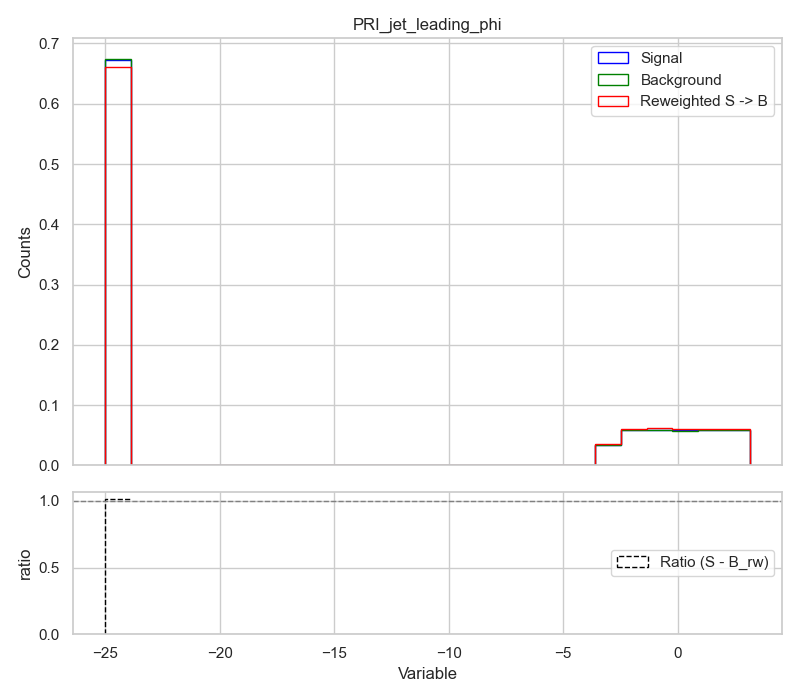 PRI_jet_leading_phi
0.7
0.6
0.5
0.4
0.3
0.2
0.1
0.0
Counts
Signal
Background
Reweighted S -> B
1.0
0.5
0.0
ratio
Ratio (S - B_rw)
−25
−20
−15
−10
−5
0
Variable